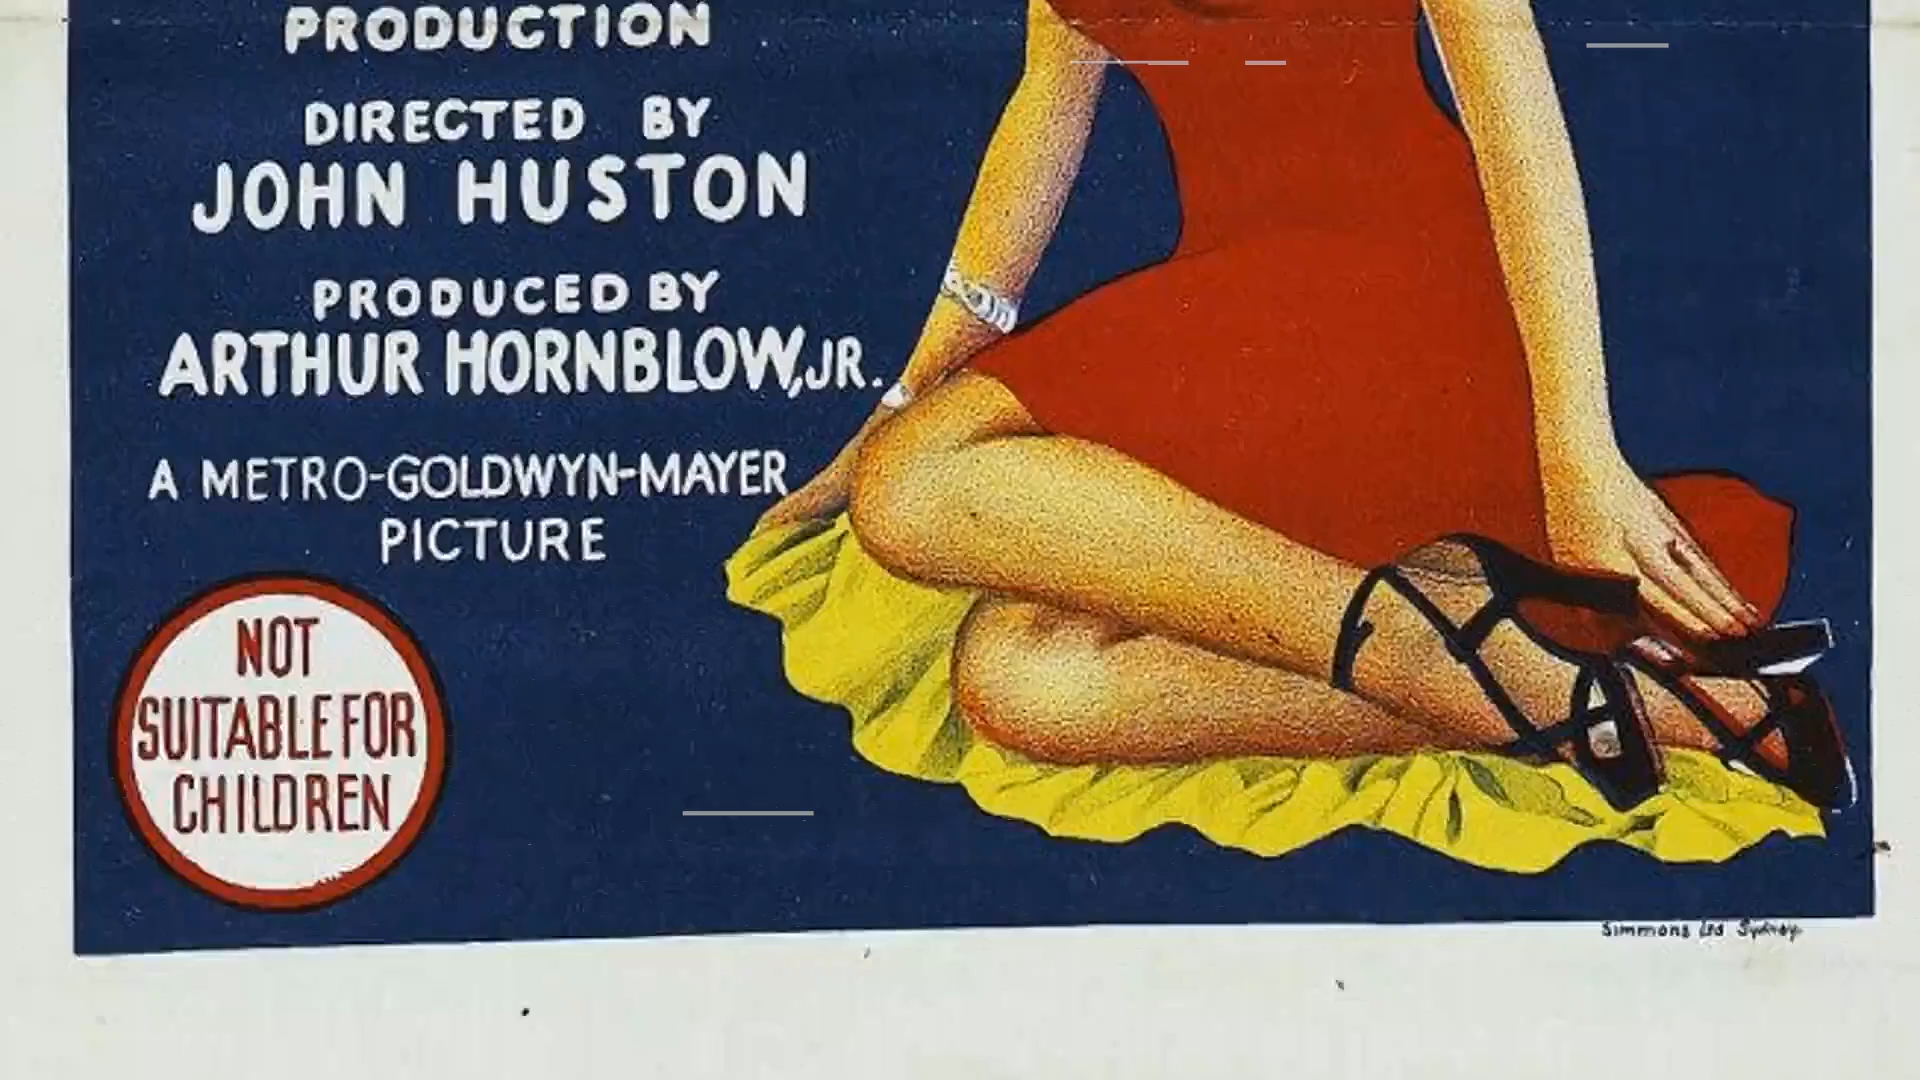 PRODUCTION
DIRECTED BY
JOHN HUSTON
PRODUCED BY
ARTHUR HORNBLOW, JR.
A METRO-GOLDWYN-MAYER
PICTURE
NOT
SUITABLE FOR
CHILDREN
Simmons Ltd Sydney